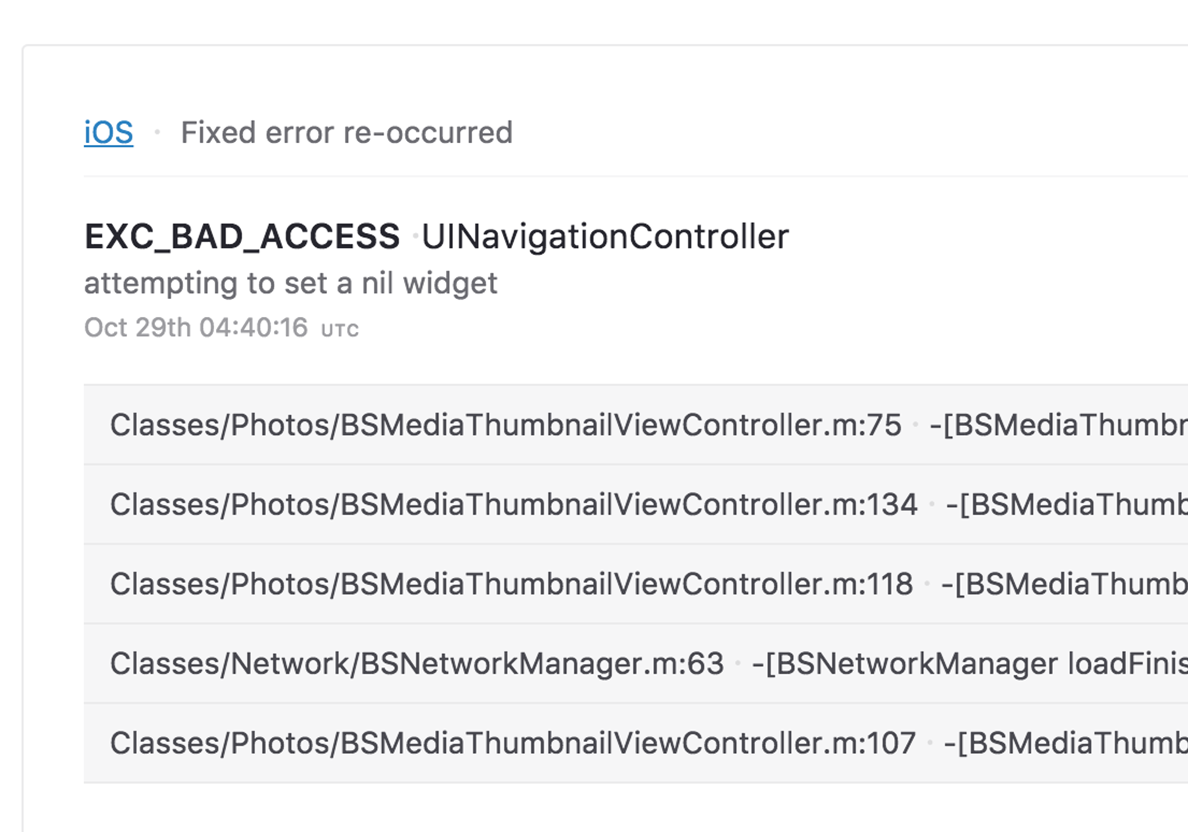 iOS · Fixed error re-occurred
EXC_BAD_ACCESS · UINavigationController
attempting to set a nil widget
Oct 29th 04:40:16 UTC
Classes/Photos/BSMediaThumbnailViewController.m:75 · -[BSMediaThumbn
Classes/Photos/BSMediaThumbnailViewController.m:134 · -[BSMediaThumb
Classes/Photos/BSMediaThumbnailViewController.m:118 · -[BSMediaThumb
Classes/Network/BSNetworkManager.m:63 · -[BSNetworkManager loadFinis
Classes/Photos/BSMediaThumbnailViewController.m:107 · -[BSMediaThumb